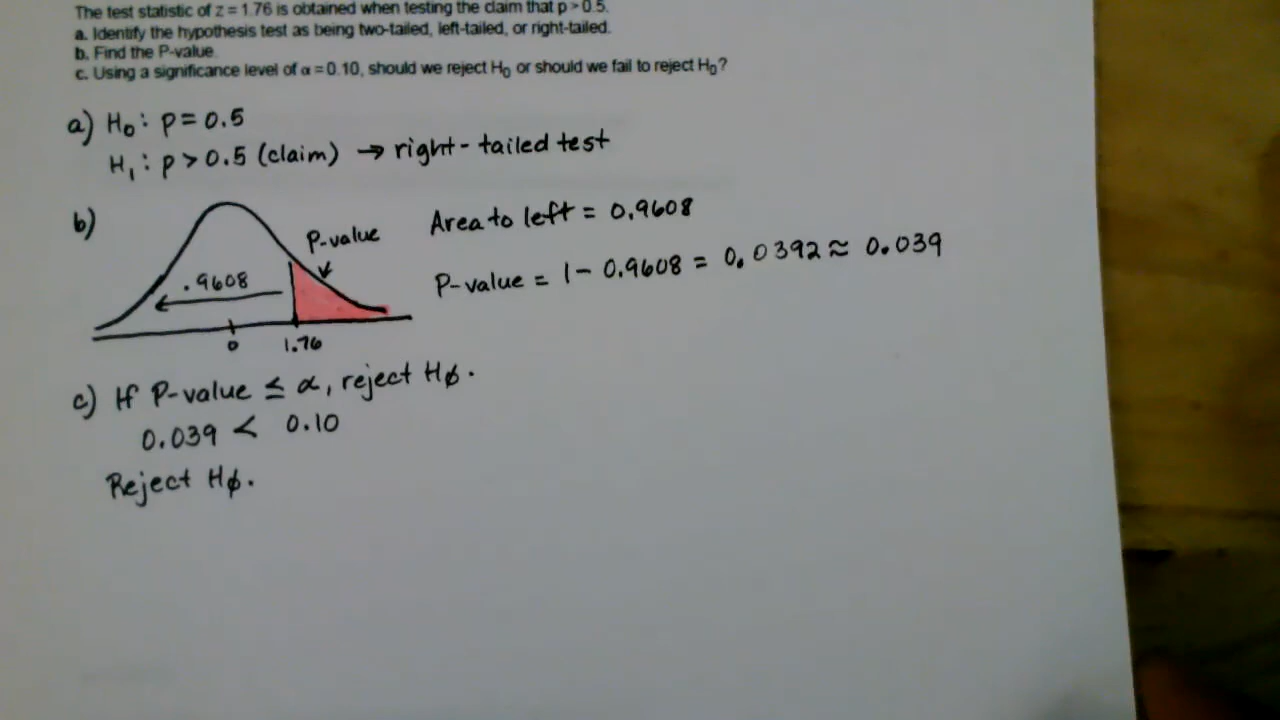 The test statistic of z = 1.76 is obtained when testing the claim that p > 0.5.
a. Identify the hypothesis test as being two-tailed, left-tailed, or right-tailed.
b. Find the P-value.
c. Using a significance level of α = 0.10, should we reject H₀ or should we fail to reject H₀?
a) H₀: p = 0.5
H₁: p > 0.5 (claim) → right-tailed test
b)
P-value
.9608
0 1.76
Area to left = 0.9608
P-value = 1 - 0.9608 = 0.0392 ≈ 0.039
c) If P-value ≤ α, reject H∅.
0.039 < 0.10
Reject H∅.